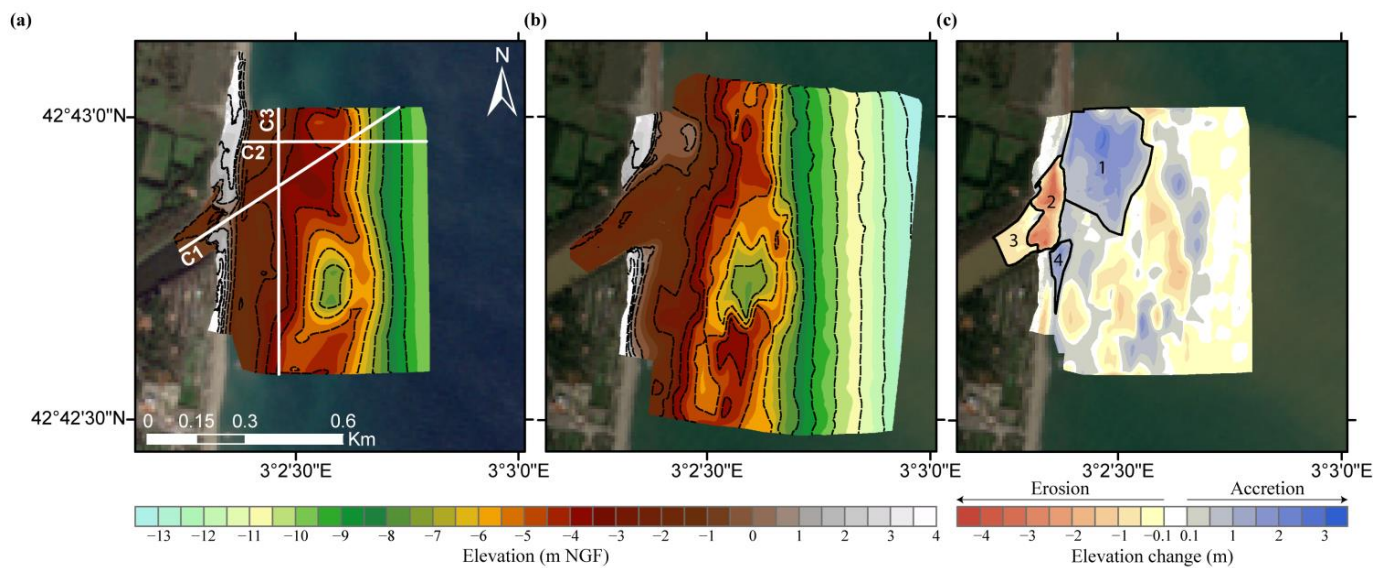 (a)
(b)
(c)
N
42°43'0"N
C3
C2
C1
1
2
3
4
42°42'30"N
0 0.15 0.3 0.6
Km
3°2'30"E 3°3'0"E 3°2'30"E 3°3'0"E 3°2'30"E 3°3'0"E
Erosion Accretion
−13 −12 −11 −10 −9 −8 −7 −6 −5 −4 −3 −2 −1 0 1 2 3 4
−4 −3 −2 −1 −0.1 0.1 1 2 3
Elevation (m NGF)
Elevation change (m)